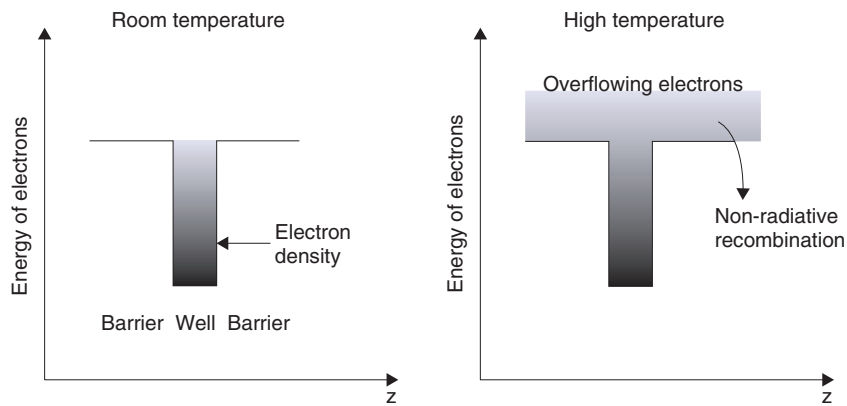 Room temperature
Energy of electrons
Electron
density
Barrier Well Barrier
z
High temperature
Overflowing electrons
Energy of electrons
Non-radiative
recombination
z